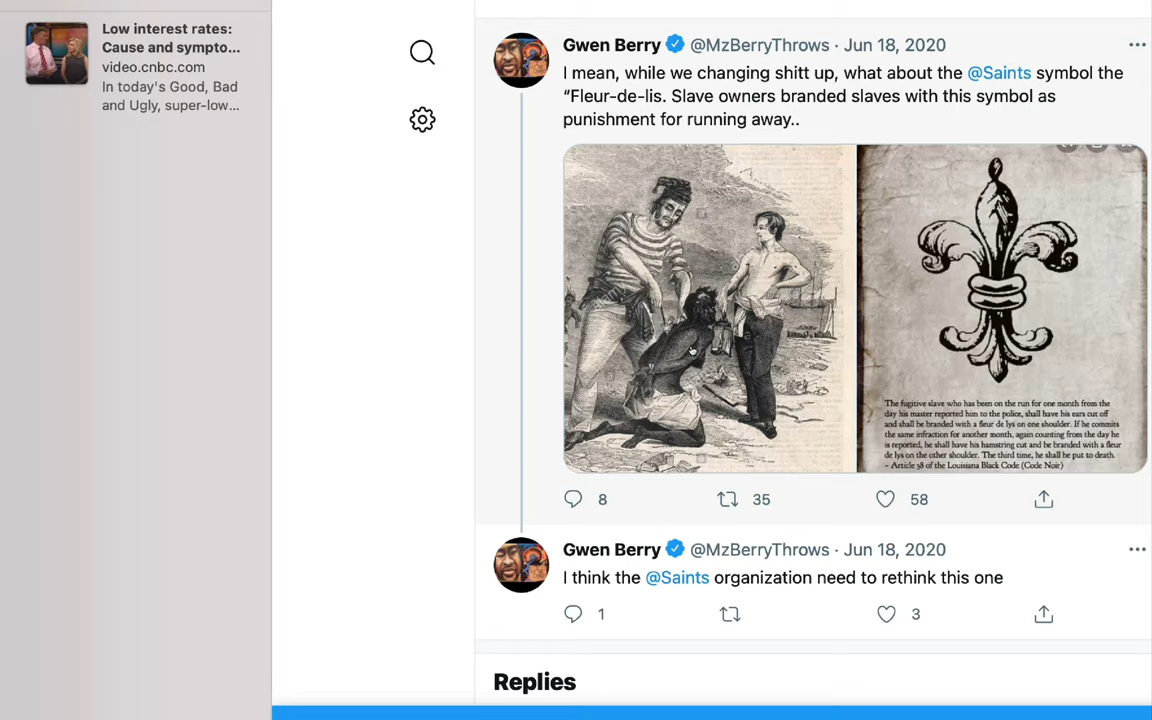 Low interest rates:
Cause and sympto...
video.cnbc.com
In today's Good, Bad
and Ugly, super-low...
Gwen Berry @MzBerryThrows · Jun 18, 2020
I mean, while we changing shitt up, what about the @Saints symbol the
“Fleur-de-lis. Slave owners branded slaves with this symbol as
punishment for running away..
The fugitive slave who has been on the run for one month from the
day his master reported him to the police, shall have his ears cut off
and shall be branded with a fleur de lys on one shoulder. If he commits
the same infraction for another month, again counting from the day he
is reported, he shall have his hamstring cut and be branded with a fleur
de lys on the other shoulder. The third time, he shall be put to death.
~ Article 38 of the Louisiana Black Code (Code Noir)
8 35 58
Gwen Berry @MzBerryThrows · Jun 18, 2020
I think the @Saints organization need to rethink this one
1 3
Replies